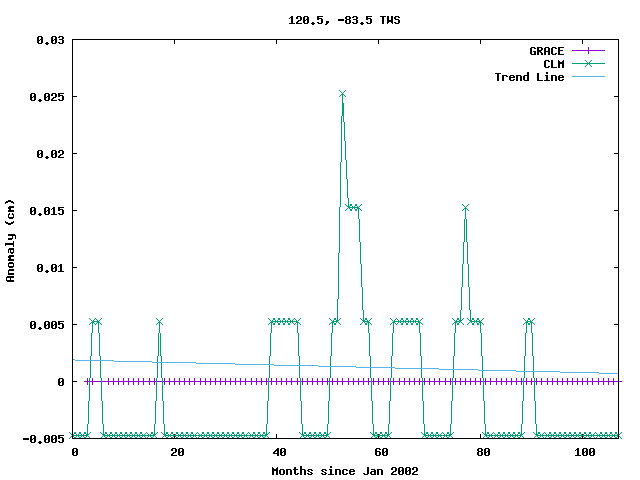 120.5, -83.5 TWS
GRACE
CLM
Trend Line
0.03
0.025
0.02
0.015
0.01
0.005
0
-0.005
Anomaly (cm)
0 20 40 60 80 100
Months since Jan 2002